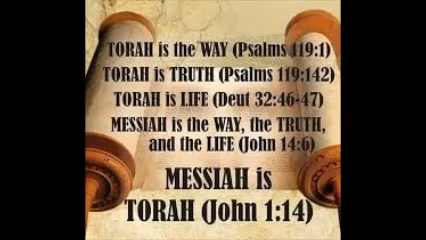 TORAH is the WAY (Psalms 119:1)
TORAH is TRUTH (Psalms 119:142)
TORAH is LIFE (Deut 32:46-47)
MESSIAH is the WAY, the TRUTH,
and the LIFE (John 14:6)
MESSIAH is
TORAH (John 1:14)